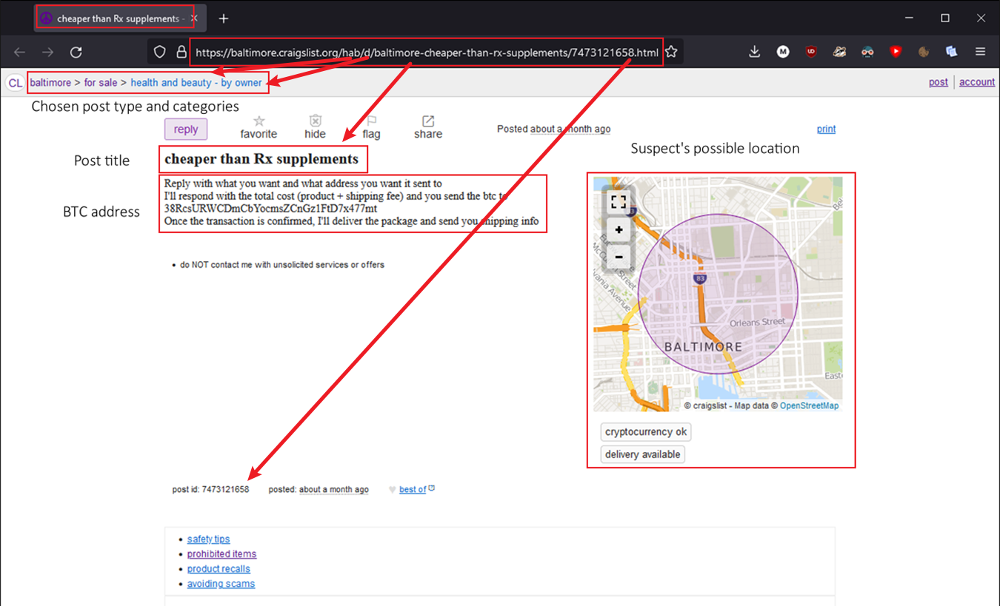 cheaper than Rx supplements -
https://baltimore.craigslist.org/hab/d/baltimore-cheaper-than-rx-supplements/7473121658.html
CL baltimore > for sale > health and beauty - by owner
post account
Chosen post type and categories
reply
favorite
hide
flag
share
Posted about a month ago
print
Suspect's possible location
Post title
cheaper than Rx supplements
BTC address
Reply with what you want and what address you want it sent to
I'll respond with the total cost (product + shipping fee) and you send the btc to
38RcsURWCDmCbYocmsZCnGz1FtD7x477mt
Once the transaction is confirmed, I'll deliver the package and send you shipping info
do NOT contact me with unsolicited services or offers
+
−
83
Orleans Street
BALTIMORE
© craigslist - Map data © OpenStreetMap
cryptocurrency ok
delivery available
post id: 7473121658
posted: about a month ago
best of
safety tips
prohibited items
product recalls
avoiding scams